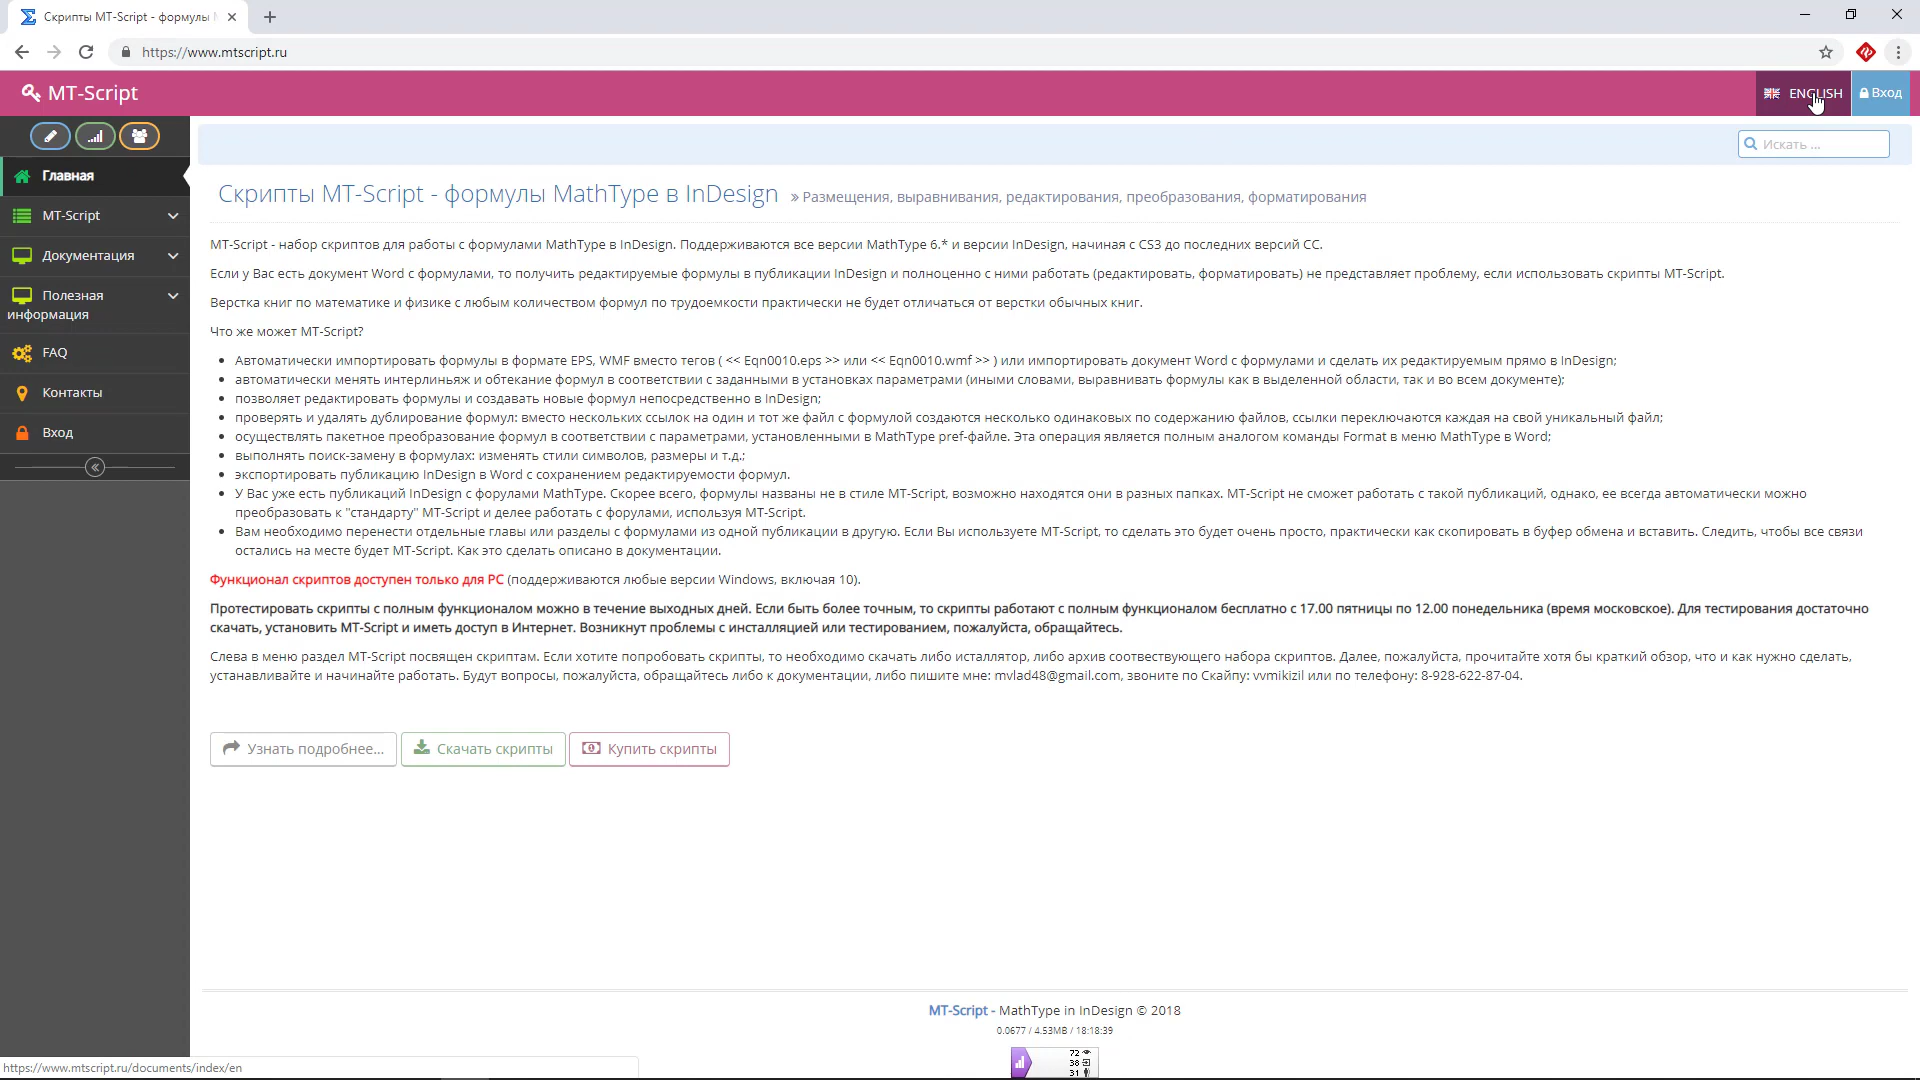 Скрипты MT-Script - формулы M
https://www.mtscript.ru
MT-Script
ENGLISH
Вход
Искать ...
Главная
MT-Script
Документация
Полезная
информация
FAQ
Контакты
Вход
Скрипты MT-Script - формулы MathType в InDesign » Размещения, выравнивания, редактирования, преобразования, форматирования
MT-Script - набор скриптов для работы с формулами MathType в InDesign. Поддерживаются все версии MathType 6.* и версии InDesign, начиная с CS3 до последних версий CC.
Если у Вас есть документ Word с формулами, то получить редактируемые формулы в публикации InDesign и полноценно с ними работать (редактировать, форматировать) не представляет проблему, если использовать скрипты MT-Script.
Верстка книг по математике и физике с любым количеством формул по трудоемкости практически не будет отличаться от верстки обычных книг.
Что же может MT-Script?
Автоматически импортировать формулы в формате EPS, WMF вместо тегов ( << Eqn0010.eps >> или << Eqn0010.wmf >> ) или импортировать документ Word с формулами и сделать их редактируемым прямо в InDesign;
автоматически менять интерлиньяж и обтекание формул в соответствии с заданными в установках параметрами (иными словами, выравнивать формулы как в выделенной области, так и во всем документе);
позволяет редактировать формулы и создавать новые формул непосредственно в InDesign;
проверять и удалять дублирование формул: вместо нескольких ссылок на один и тот же файл с формулой создаются несколько одинаковых по содержанию файлов, ссылки переключаются каждая на свой уникальный файл;
осуществлять пакетное преобразование формул в соответствии с параметрами, установленными в MathType pref-файле. Эта операция является полным аналогом команды Format в меню MathType в Word;
выполнять поиск-замену в формулах: изменять стили символов, размеры и т.д.;
экспортировать публикацию InDesign в Word с сохранением редактируемости формул.
У Вас уже есть публикаций InDesign с форулами MathType. Скорее всего, формулы названы не в стиле MT-Script, возможно находятся они в разных папках. MT-Script не сможет работать с такой публикаций, однако, ее всегда автоматически можно
преобразовать к "стандарту" MT-Script и делее работать с форулами, используя MT-Script.
Вам необходимо перенести отдельные главы или разделы с формулами из одной публикации в другую. Если Вы используете MT-Script, то сделать это будет очень просто, практически как скопировать в буфер обмена и вставить. Следить, чтобы все связи
остались на месте будет MT-Script. Как это сделать описано в документации.
Функционал скриптов доступен только для PC (поддерживаются любые версии Windows, включая 10).
Протестировать скрипты с полным функционалом можно в течение выходных дней. Если быть более точным, то скрипты работают с полным функционалом бесплатно с 17.00 пятницы по 12.00 понедельника (время московское). Для тестирования достаточно
скачать, установить MT-Script и иметь доступ в Интернет. Возникнут проблемы с инсталляцией или тестированием, пожалуйста, обращайтесь.
Слева в меню раздел MT-Script посвящен скриптам. Если хотите попробовать скрипты, то необходимо скачать либо исталлятор, либо архив соотвествующего набора скриптов. Далее, пожалуйста, прочитайте хотя бы краткий обзор, что и как нужно сделать,
устанавливайте и начинайте работать. Будут вопросы, пожалуйста, обращайтесь либо к документации, либо пишите мне: mvlad48@gmail.com, звоните по Скайпу: vvmikizil или по телефону: 8-928-622-87-04.
Узнать подробнее... Скачать скрипты Купить скрипты
MT-Script - MathType in InDesign © 2018
0.0677 / 4.53MB / 18:18:39
72
38
31
https://www.mtscript.ru/documents/index/en